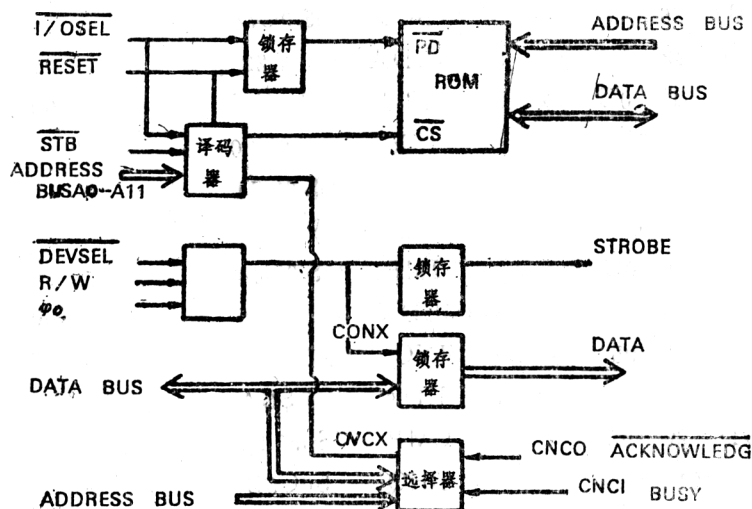 I/OSEL
锁存器
PD
ROM
ADDRESS BUS
RESET
DATA BUS
STB
译码器
CS
ADDRESS
BUSA0-A11
DEVSEL
R/W
φ0
锁存器
STROBE
CONX
锁存器
DATA
DATA BUS
CVCX
选择器
CNC0 ACKNOWLEDG
CNCI BUSY
ADDRESS BUS